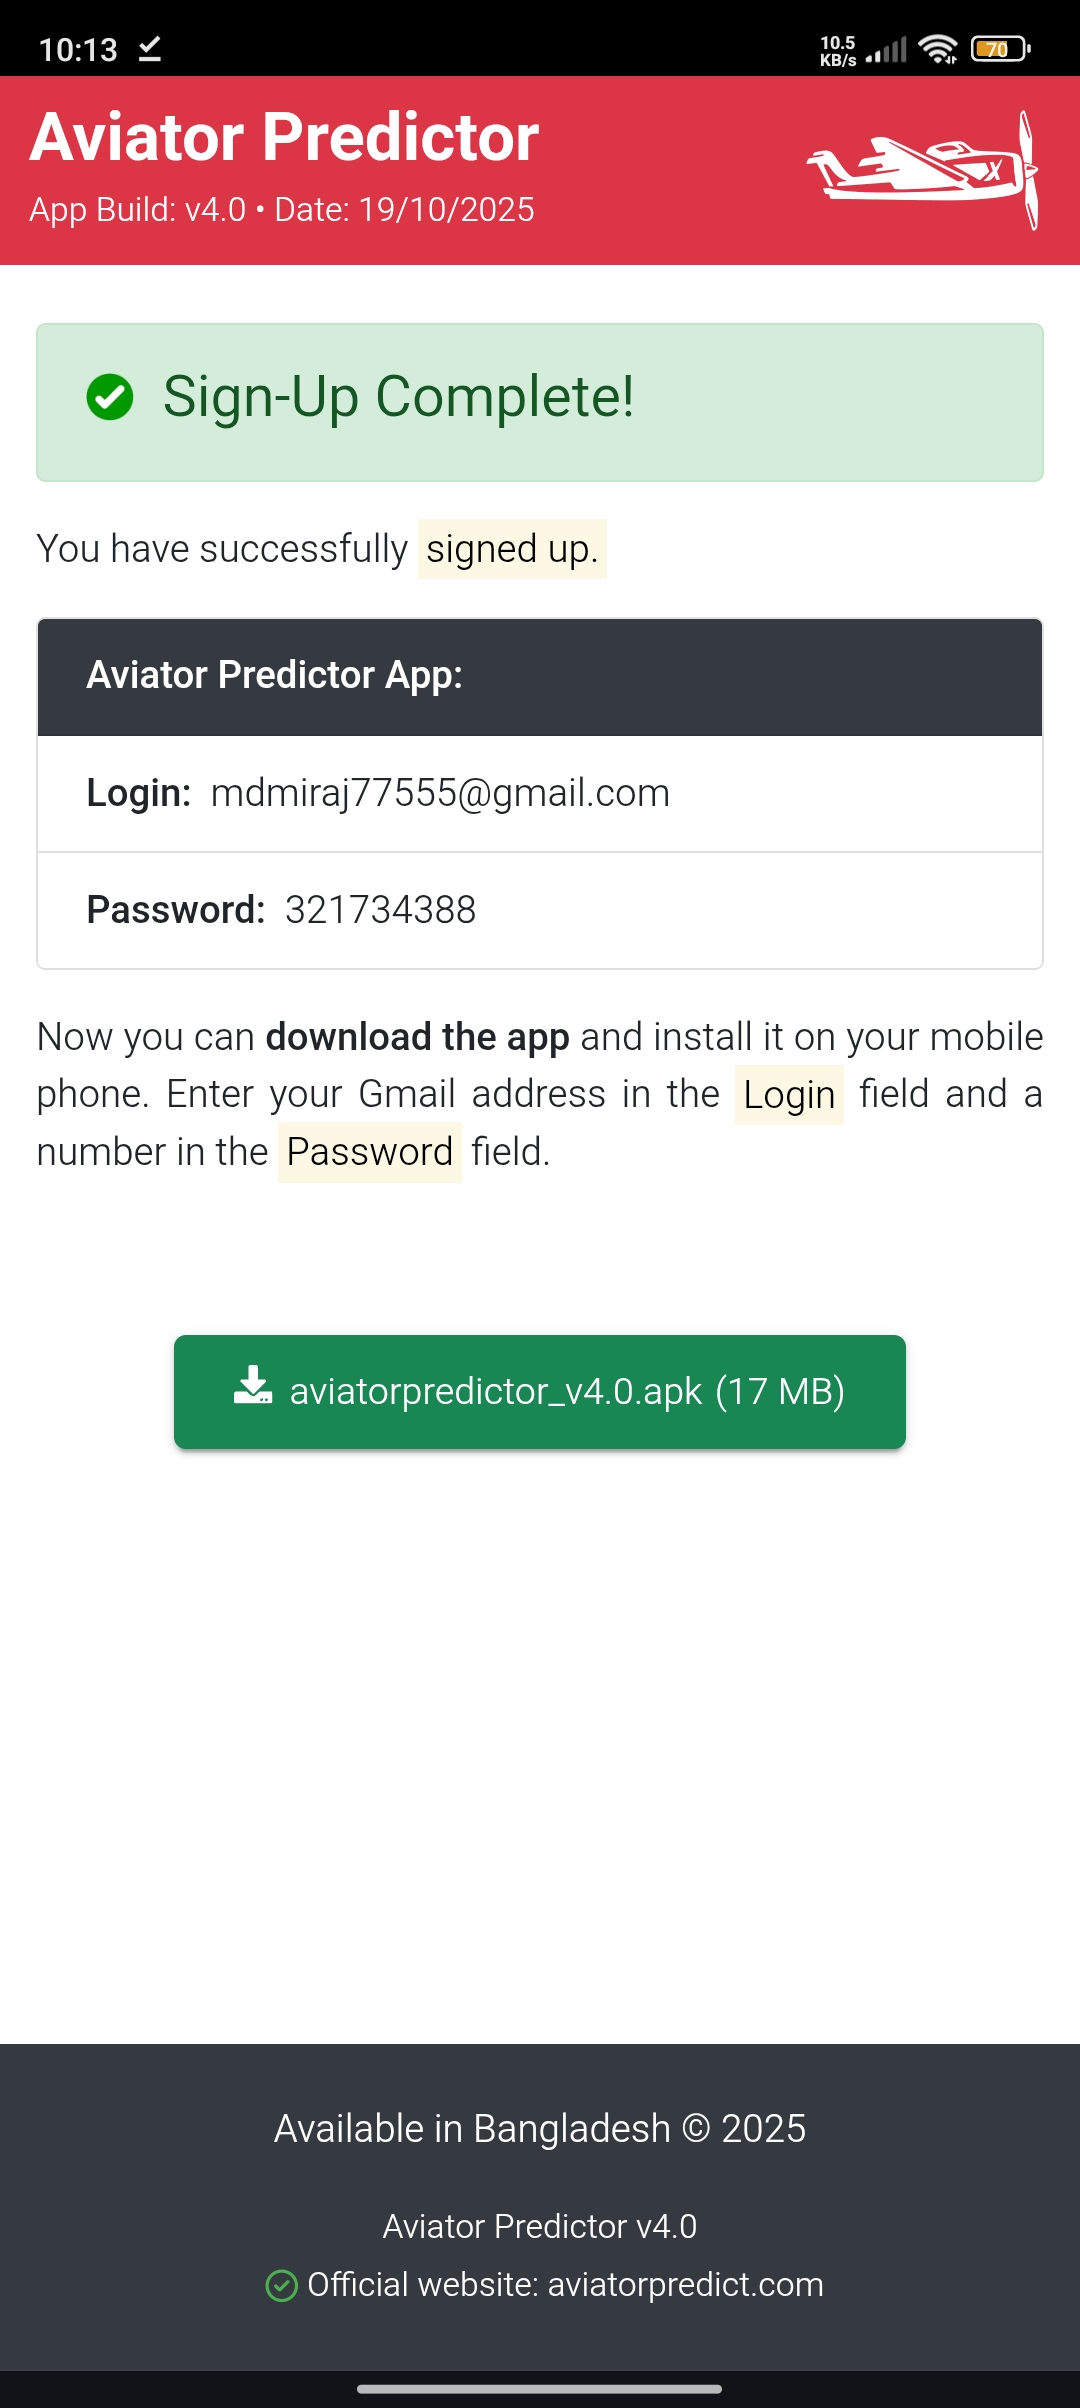 10:13
10.5
KB/s
70
Aviator Predictor
App Build: v4.0 • Date: 19/10/2025
X
Sign-Up Complete!
You have successfully signed up.
Aviator Predictor App:
Login: mdmiraj77555@gmail.com
Password: 321734388
Now you can download the app and install it on your mobile
phone. Enter your Gmail address in the Login field and a
number in the Password field.
aviatorpredictor_v4.0.apk (17 MB)
Available in Bangladesh © 2025
Aviator Predictor v4.0
Official website: aviatorpredict.com